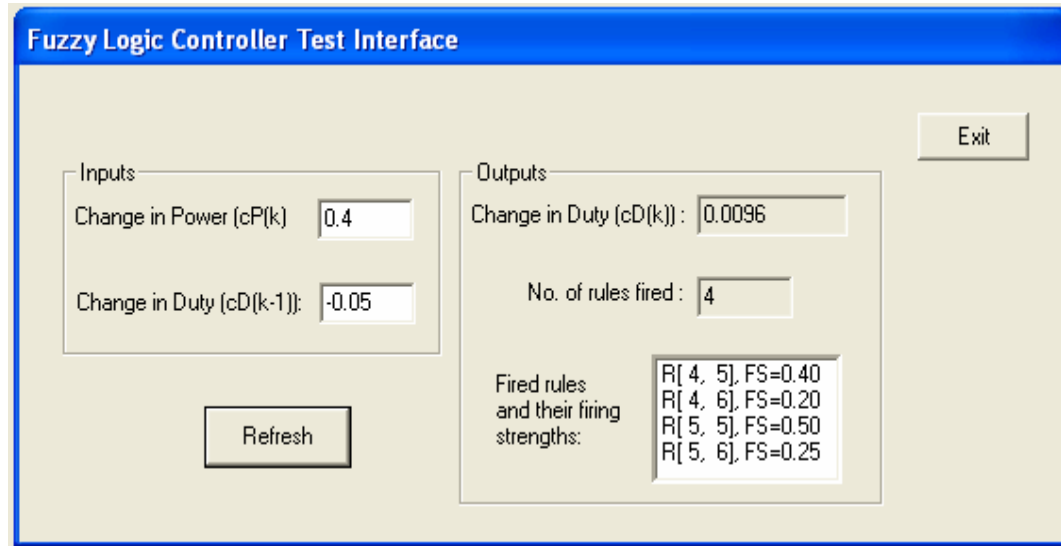 Fuzzy Logic Controller Test Interface
Exit
Inputs
Change in Power (cP(k)
0.4
Change in Duty (cD(k-1)):
-0.05
Refresh
Outputs
Change in Duty (cD(k)) :
0.0096
No. of rules fired :
4
Fired rules
and their firing
strengths:
R[ 4, 5], FS=0.40
R[ 4, 6], FS=0.20
R[ 5, 5], FS=0.50
R[ 5, 6], FS=0.25